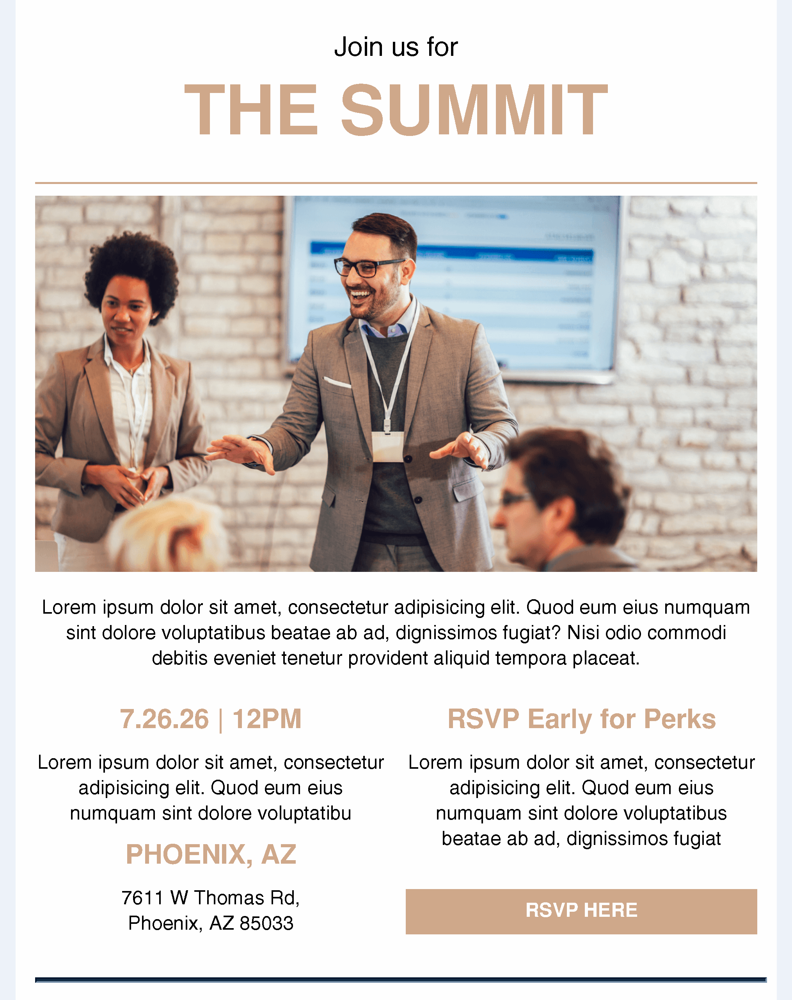 Join us for
THE SUMMIT
Lorem ipsum dolor sit amet, consectetur adipisicing elit. Quod eum eius numquam
sint dolore voluptatibus beatae ab ad, dignissimos fugiat? Nisi odio commodi
debitis eveniet tenetur provident aliquid tempora placeat.
7.26.26 | 12PM
Lorem ipsum dolor sit amet, consectetur
adipisicing elit. Quod eum eius
numquam sint dolore voluptatibu
PHOENIX, AZ
7611 W Thomas Rd,
Phoenix, AZ 85033
RSVP Early for Perks
Lorem ipsum dolor sit amet, consectetur
adipisicing elit. Quod eum eius
numquam sint dolore voluptatibus
beatae ab ad, dignissimos fugiat
RSVP HERE